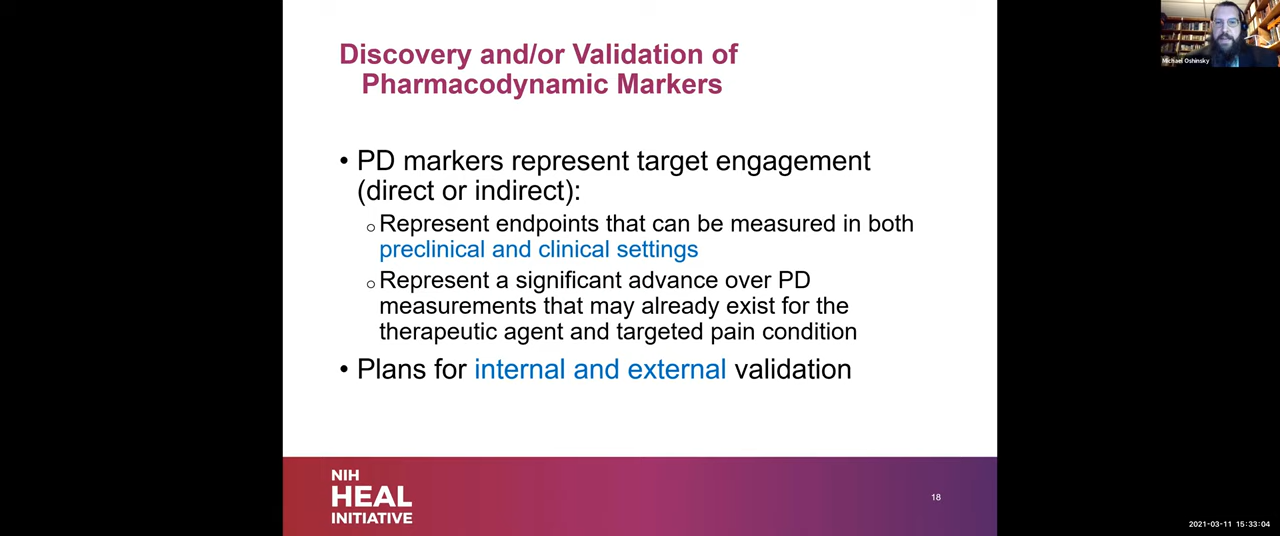 Discovery and/or Validation of
Pharmacodynamic Markers
• PD markers represent target engagement
(direct or indirect):
o Represent endpoints that can be measured in both
preclinical and clinical settings
o Represent a significant advance over PD
measurements that may already exist for the
therapeutic agent and targeted pain condition
• Plans for internal and external validation
NIH
HEAL
INITIATIVE
18
Michael Oshinsky
2021-03-11 15:33:04